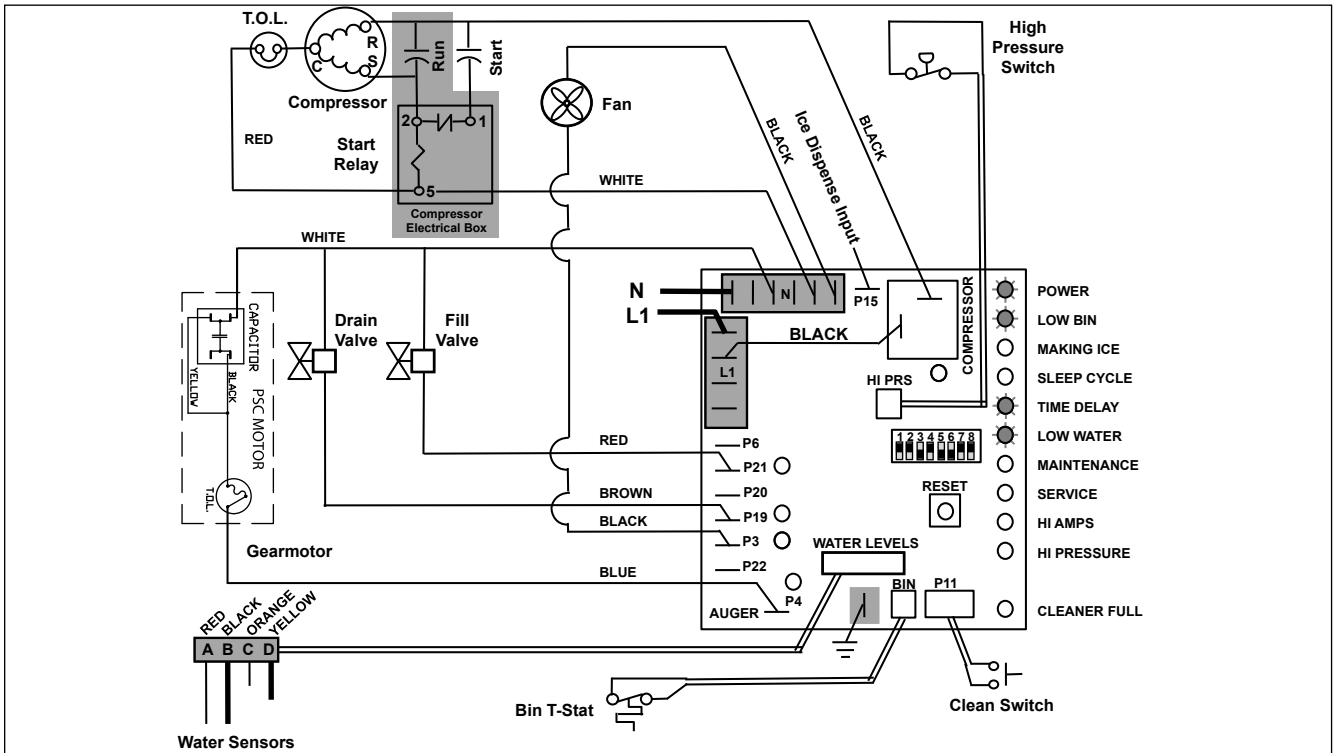 T.O.L.
R
S
C
Compressor
Run
Start
2
1
5
Start
Relay
Compressor
Electrical Box
RED
WHITE
Fan
BLACK
Ice Dispense Input
BLACK
High
Pressure
Switch
WHITE
N
L1
N
P15
COMPRESSOR
BLACK
L1
HI PRS
1 2 3 4 5 6 7 8
RESET
POWER
LOW BIN
MAKING ICE
SLEEP CYCLE
TIME DELAY
LOW WATER
MAINTENANCE
SERVICE
HI AMPS
HI PRESSURE
CLEANER FULL
CAPACITOR
YELLOW
BLACK
PSC MOTOR
T.O.L.
Gearmotor
Drain
Valve
Fill
Valve
RED
BROWN
BLACK
BLUE
P6
P21
P20
P19
P3
P22
P4
AUGER
WATER LEVELS
BIN
P11
RED
BLACK
ORANGE
YELLOW
A B C D
Water Sensors
Bin T-Stat
Clean Switch